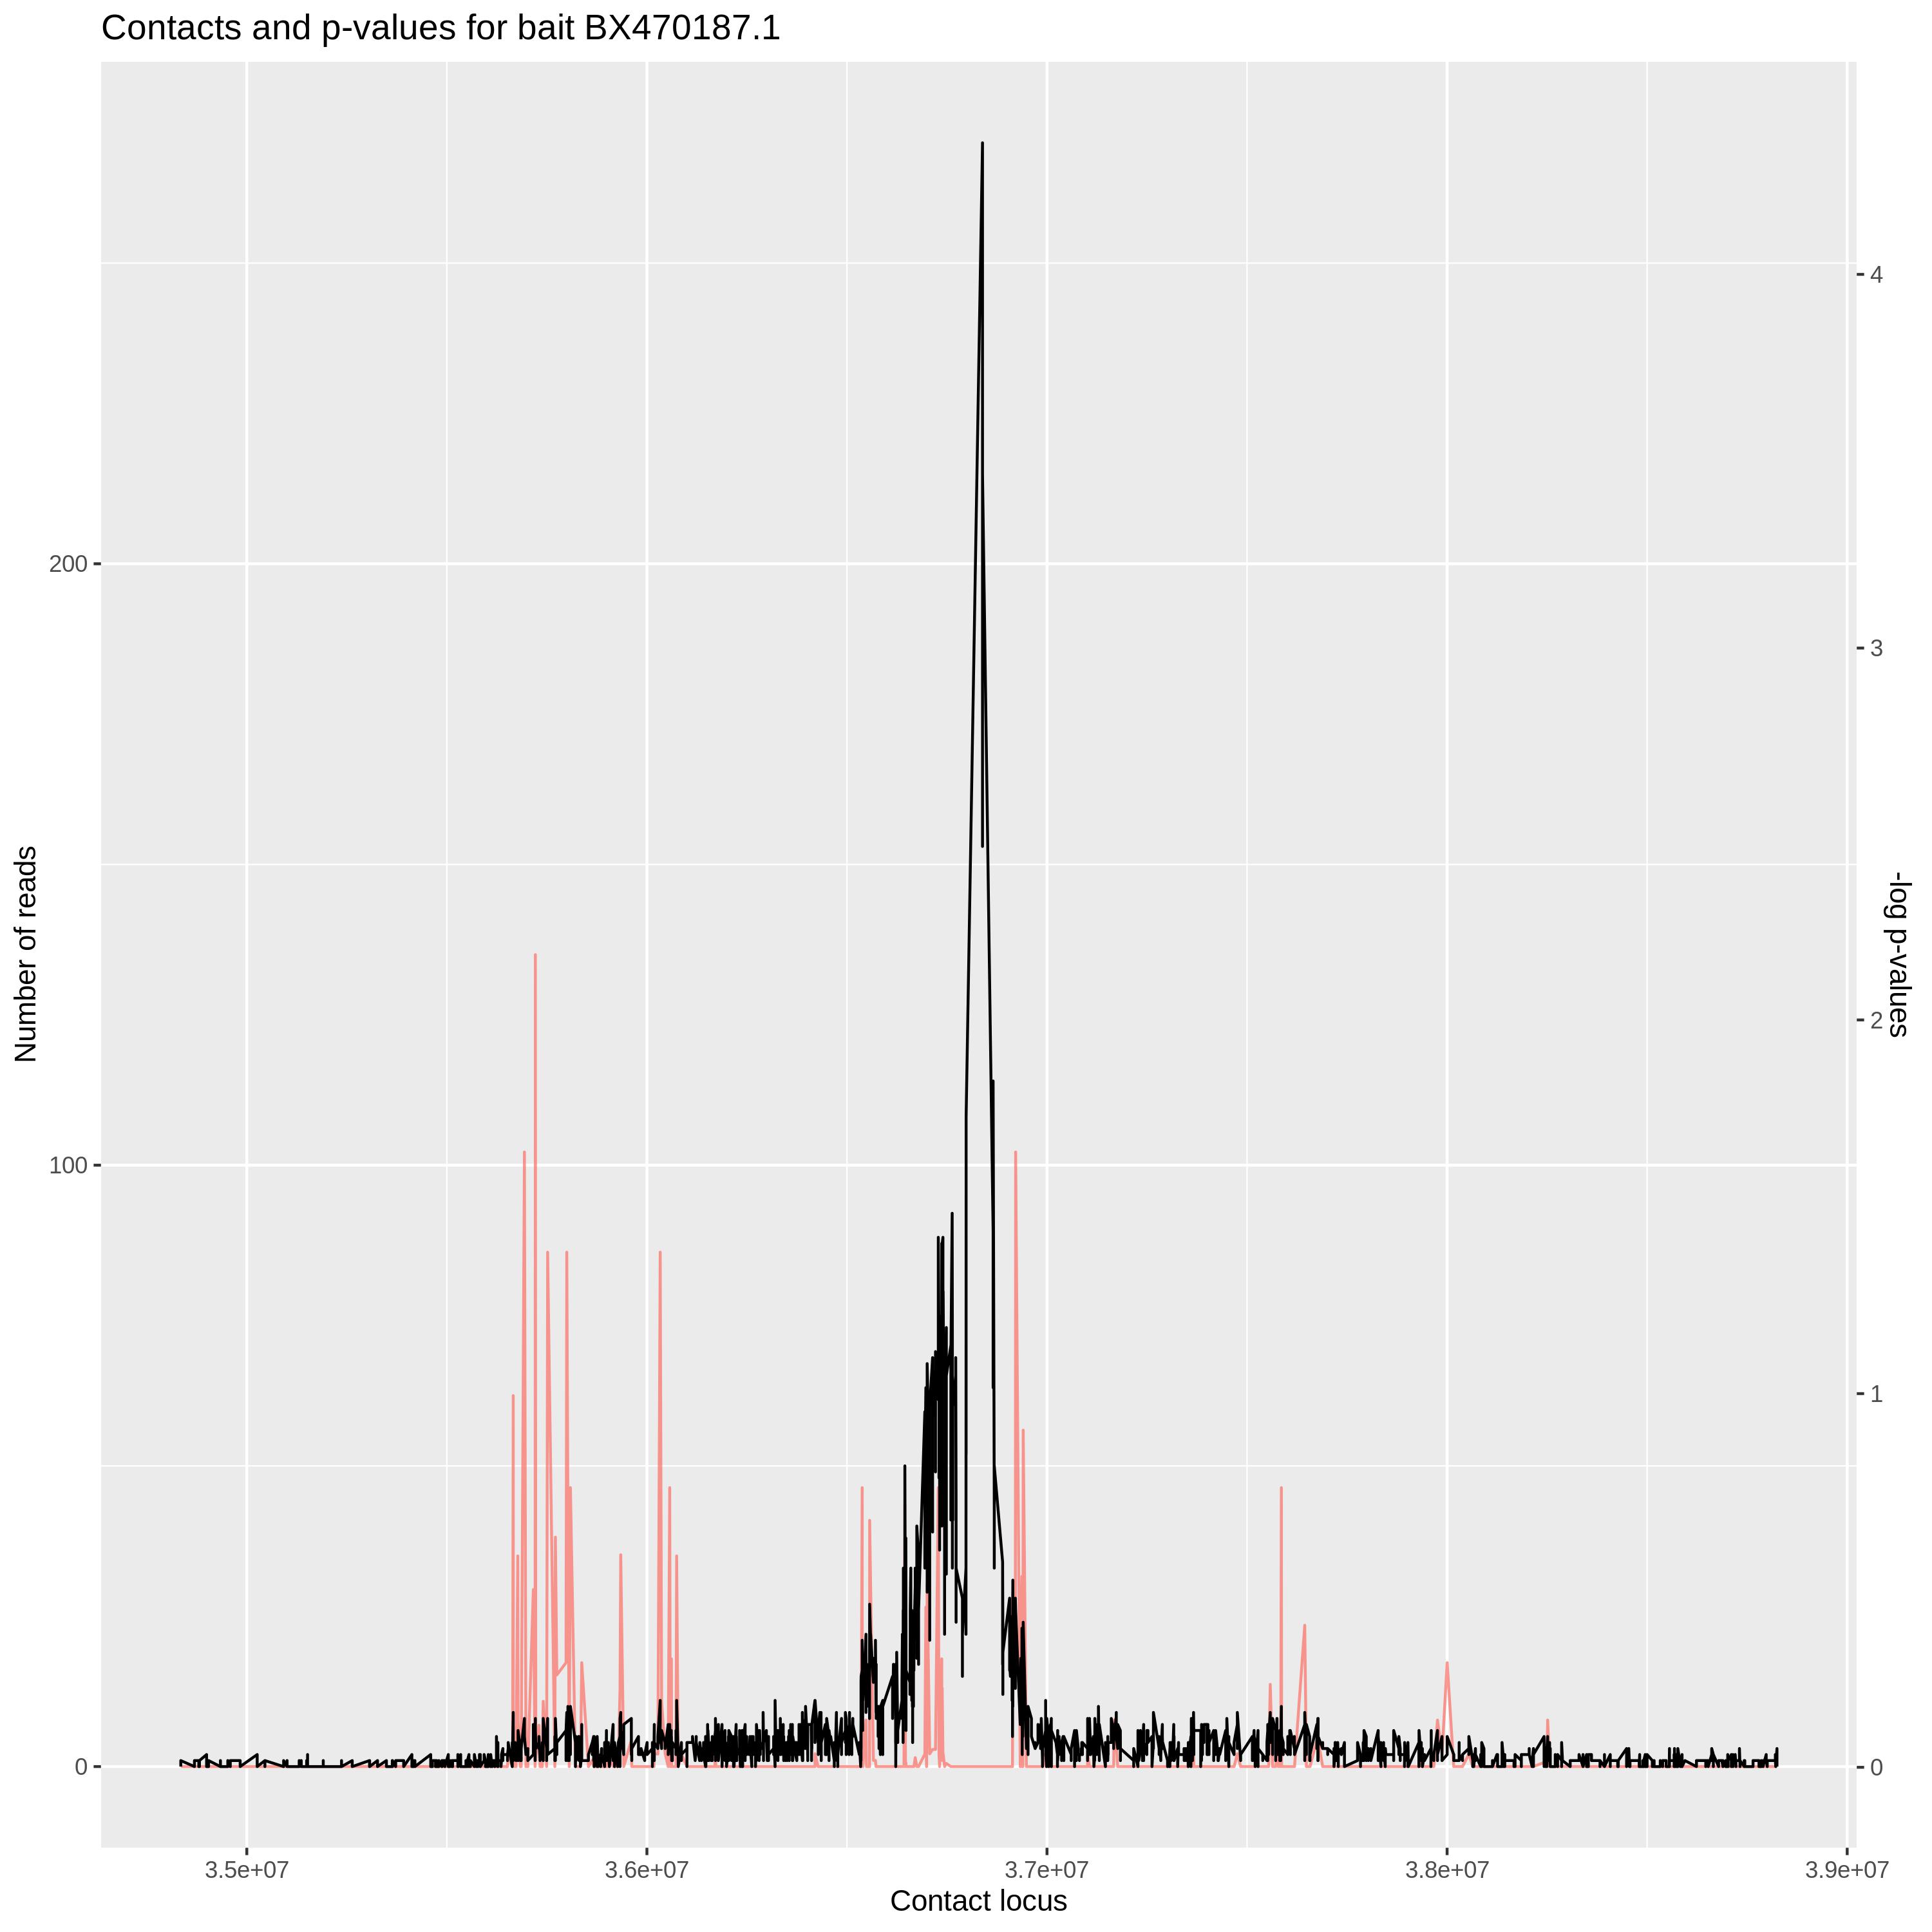 Contacts and p-values for bait BX470187.1
Number of reads
200
100
0
4
3
2
1
0
-log p-values
3.5e+07
3.6e+07
3.7e+07
3.8e+07
3.9e+07
Contact locus